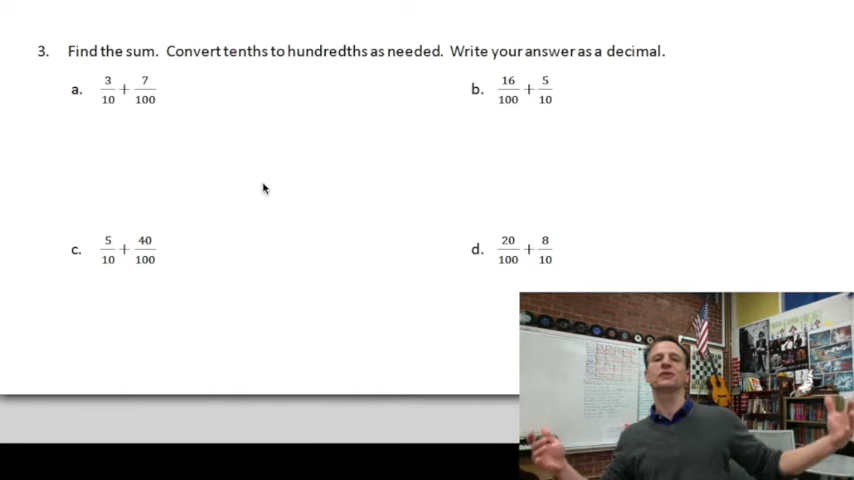 3. Find the sum. Convert tenths to hundredths as needed. Write your answer as a decimal.
a. 3/10 + 7/100
b. 16/100 + 5/10
c. 5/10 + 40/100
d. 20/100 + 8/10